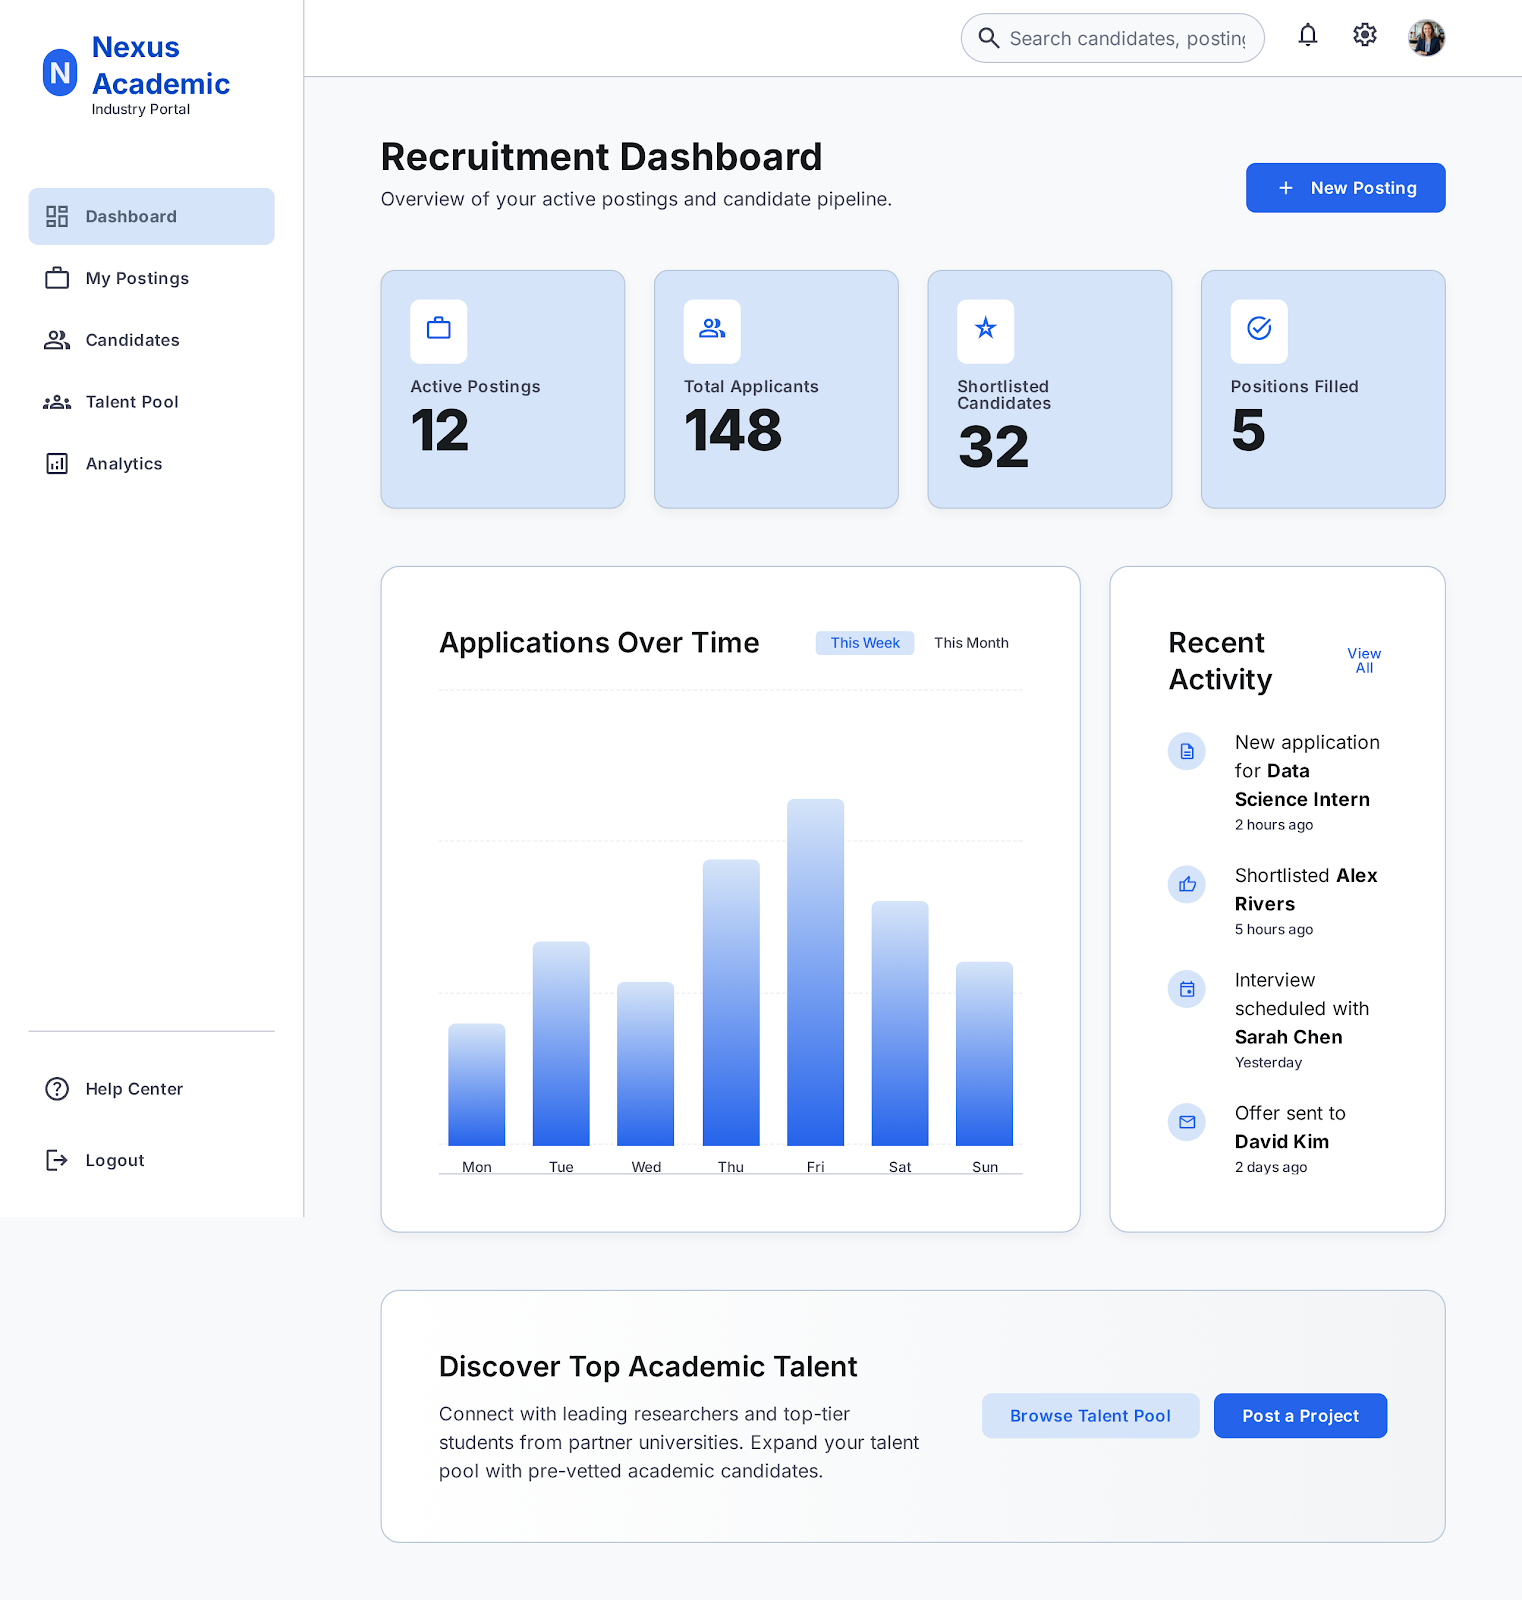 N
Nexus
Academic
Industry Portal
Dashboard
My Postings
Candidates
Talent Pool
Analytics
Help Center
Logout
Search candidates, posting
Recruitment Dashboard
Overview of your active postings and candidate pipeline.
+ New Posting
Active Postings
12
Total Applicants
148
Shortlisted
Candidates
32
Positions Filled
5
Applications Over Time
This Week
This Month
Mon
Tue
Wed
Thu
Fri
Sat
Sun
Recent
Activity
View
All
New application
for Data
Science Intern
2 hours ago
Shortlisted Alex
Rivers
5 hours ago
Interview
scheduled with
Sarah Chen
Yesterday
Offer sent to
David Kim
2 days ago
Discover Top Academic Talent
Connect with leading researchers and top-tier
students from partner universities. Expand your talent
pool with pre-vetted academic candidates.
Browse Talent Pool
Post a Project